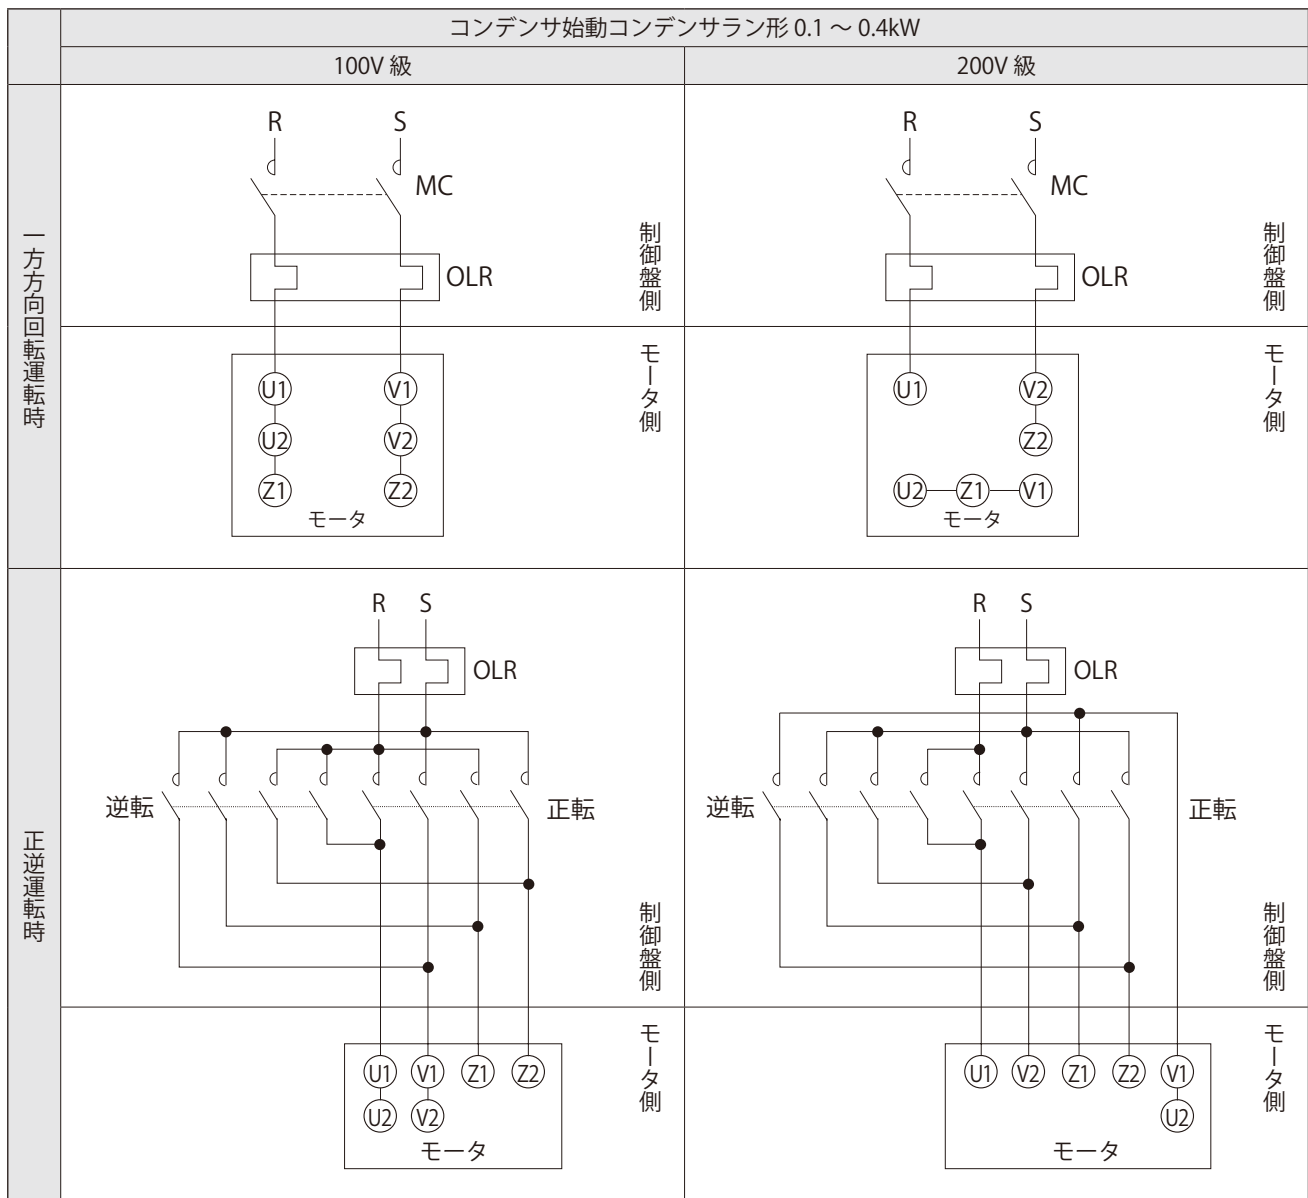 コンデンサ始動コンデンサラン形 0.1 ～ 0.4kW
100V 級
200V 級
一方方向回転運転時
R S
MC
OLR
制御盤側
モータ側
U1 V1
U2 V2
Z1 Z2
モータ
R S
MC
OLR
制御盤側
モータ側
U1 V2
Z2
U2 Z1 V1
モータ
正逆運転時
R S
OLR
逆転 正転
制御盤側
モータ側
U1 V1 Z1 Z2
U2 V2
モータ
R S
OLR
逆転 正転
制御盤側
モータ側
U1 V2 Z1 Z2 V1
U2
モータ